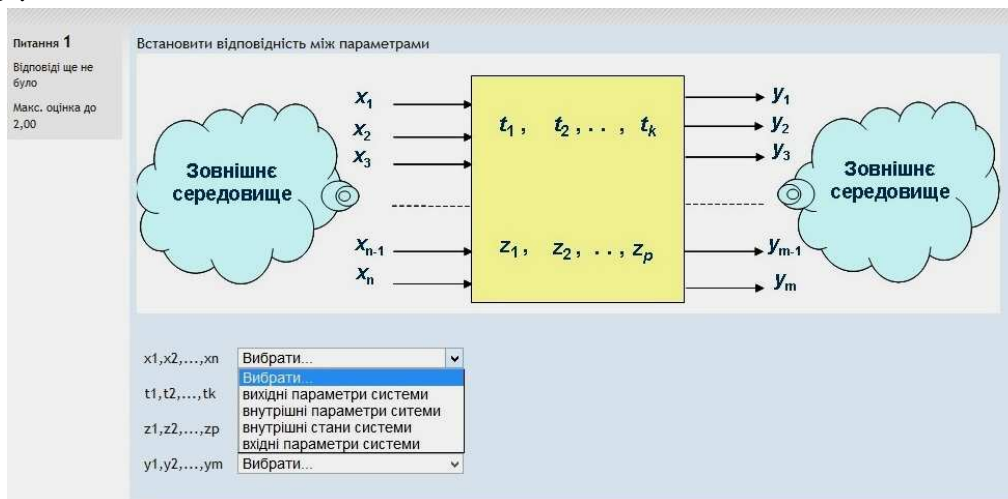 Питання 1
Відповіді ще не
було
Макс. оцінка до
2,00
Встановити відповідність між параметрами
Зовнішнє
середовище
x1
x2
x3
xn-1
xn
t1, t2, . . , tk
z1, z2, . . , zp
y1
y2
y3
ym-1
ym
Зовнішнє
середовище
x1,x2,...,xn Вибрати...
Вибрати...
вихідні параметри системи
внутрішні параметри ситеми
внутрішні стани системи
вхідні параметри системи
t1,t2,...,tk
z1,z2,...,zp
y1,y2,...,ym Вибрати...